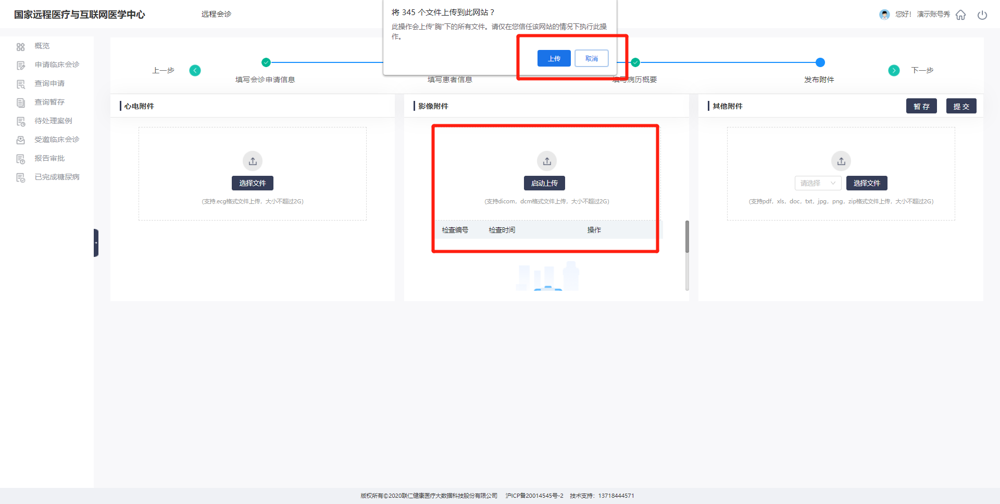 国家远程医疗与互联网医学中心
远程会诊
将 345 个文件上传到此网站？
此操作会上传“胸”下的所有文件。请仅在您信任该网站的情况下执行此操
作。
上传
取消
您好！ 演示账号秀
概览
申请临床会诊
查询申请
查询暂存
待处理案例
受邀临床会诊
报告审批
已完成糖尿病
上一步
填写会诊申请信息
填写患者信息
填写病历概要
发布附件
下一步
心电附件
选择文件
(支持.ecg格式文件上传，大小不超过2G)
影像附件
启动上传
(支持dicom，dcm格式文件上传，大小不超过2G)
检查编号 检查时间 操作
其他附件
暂 存
提 交
请选择
选择文件
(支持pdf，xls，doc，txt，jpg，png，zip格式文件上传，大小不超过2G)
版权所有©2020联仁健康医疗大数据科技股份有限公司 沪ICP备20014545号-2 技术支持：13718444571